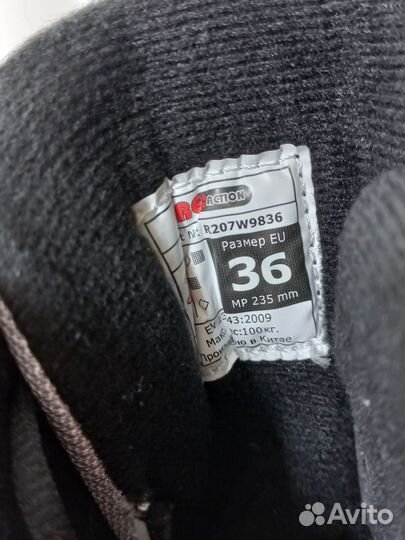 ACTION
R207W9836
Размер EU
36
MP 235 mm
43:2009
с:100кг.
в Китае
Avito